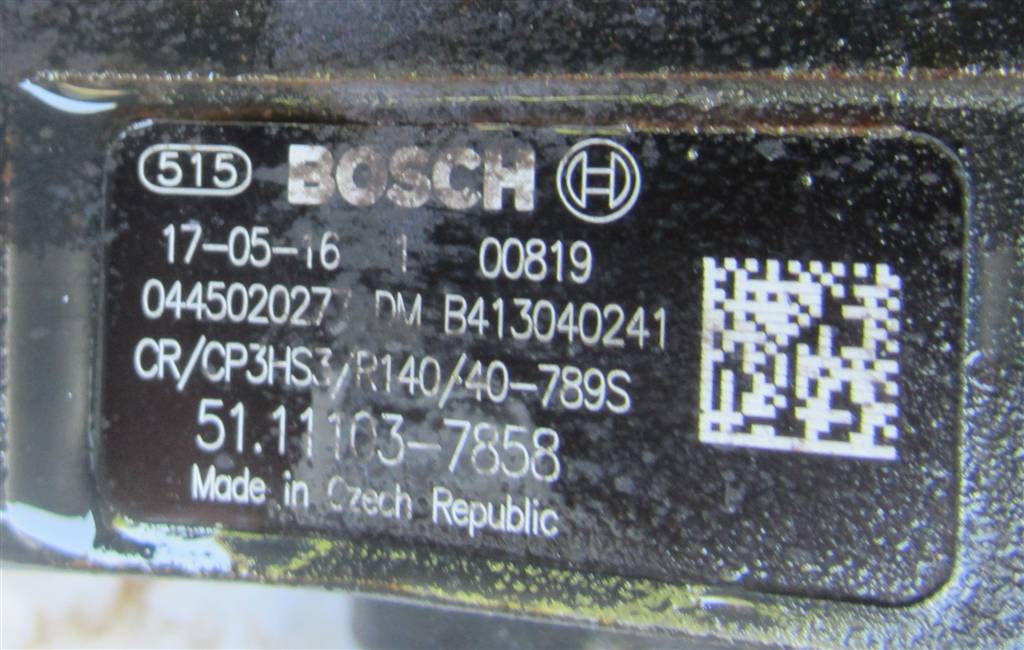 515 BOSCH
17-05-16 1 00819
DM B413040241
CR/CP3HS3/R140/40-789S
51.11103-7858
Made in Czech Republic